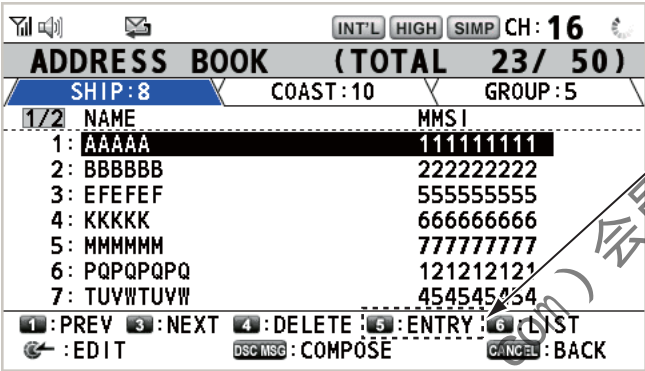 INT'L HIGH SIMP CH: 16
ADDRESS BOOK (TOTAL 23/ 50)
SHIP:8 COAST:10 GROUP:5
1/2 NAME MMSI
1: AAAAA 111111111
2: BBBBBB 222222222
3: EFEFEF 555555555
4: KKKKK 666666666
5: MMMMMM 777777777
6: PQPQPQPQ 121212121
7: TUVWTUVW 454545454
1:PREV 3:NEXT 4:DELETE 5:ENTRY 6:LIST
:EDIT DSC MSG:COMPOSE CANCEL:BACK
com）会